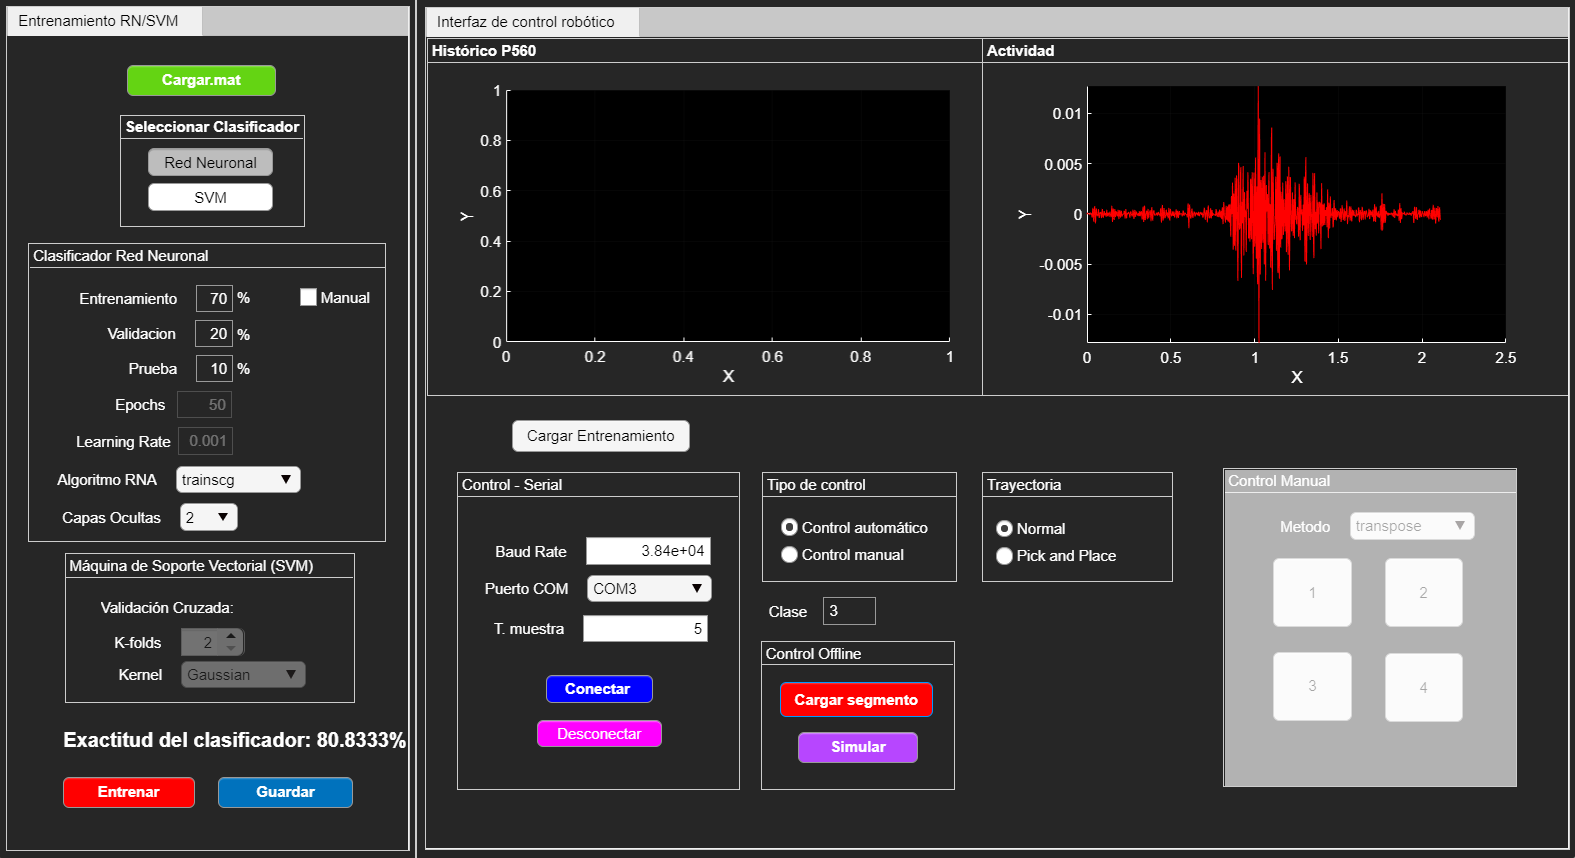 Entrenamiento RN/SVM
Cargar.mat
Seleccionar Clasificador
Red Neuronal
SVM
Clasificador Red Neuronal
Entrenamiento 70 % Manual
Validacion 20 %
Prueba 10 %
Epochs 50
Learning Rate 0.001
Algoritmo RNA trainscg
Capas Ocultas 2
Máquina de Soporte Vectorial (SVM)
Validación Cruzada:
K-folds 2
Kernel Gaussian
Exactitud del clasificador: 80.8333%
Entrenar Guardar
Interfaz de control robótico
Histórico P560
1
0.8
0.6
Y
0.4
0.2
0
0 0.2 0.4 0.6 0.8 1
X
Actividad
0.01
0.005
Y 0
-0.005
-0.01
0 0.5 1 1.5 2 2.5
X
Cargar Entrenamiento
Control - Serial
Baud Rate 3.84e+04
Puerto COM COM3
T. muestra 5
Conectar
Desconectar
Tipo de control
Control automático
Control manual
Clase 3
Control Offline
Cargar segmento
Simular
Trayectoria
Normal
Pick and Place
Control Manual
Metodo transpose
1 2
3 4